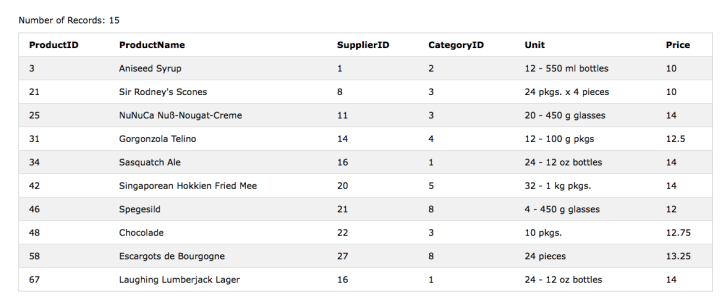 Number of Records: 15
ProductID ProductName SupplierID CategoryID Unit Price
3 Aniseed Syrup 1 2 12 - 550 ml bottles 10
21 Sir Rodney's Scones 8 3 24 pkgs. x 4 pieces 10
25 NuNuCa Nuß-Nougat-Creme 11 3 20 - 450 g glasses 14
31 Gorgonzola Telino 14 4 12 - 100 g pkgs 12.5
34 Sasquatch Ale 16 1 24 - 12 oz bottles 14
42 Singaporean Hokkien Fried Mee 20 5 32 - 1 kg pkgs. 14
46 Spegesild 21 8 4 - 450 g glasses 12
48 Chocolade 22 3 10 pkgs. 12.75
58 Escargots de Bourgogne 27 8 24 pieces 13.25
67 Laughing Lumberjack Lager 16 1 24 - 12 oz bottles 14